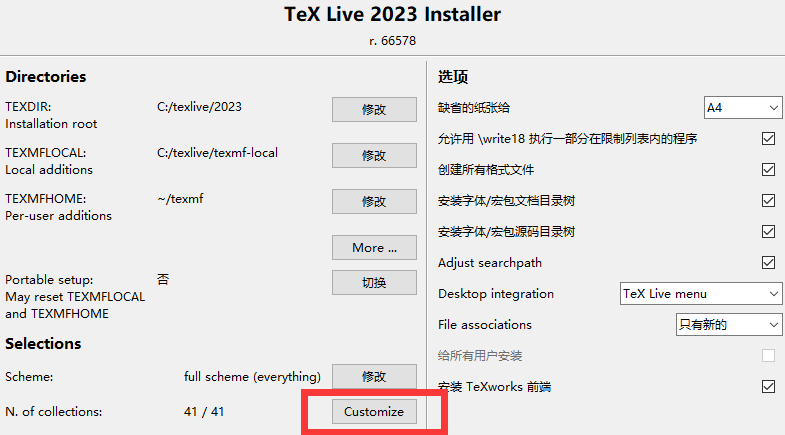 TeX Live 2023 Installer
r. 66578
Directories
TEXDIR: C:/texlive/2023 修改
Installation root
TEXMFLOCAL: C:/texlive/texmf-local 修改
Local additions
TEXMFHOME: ~/texmf 修改
Per-user additions
More ...
Portable setup: 否 切换
May reset TEXMFLOCAL
and TEXMFHOME
Selections
Scheme: full scheme (everything) 修改
N. of collections: 41 / 41 Customize
选项
缺省的纸张给 A4
允许用 \write18 执行一部分在限制列表内的程序
创建所有格式文件
安装字体/宏包文档目录树
安装字体/宏包源码目录树
Adjust searchpath
Desktop integration TeX Live menu
File associations 只有新的
给所有用户安装
安装 TeXworks 前端